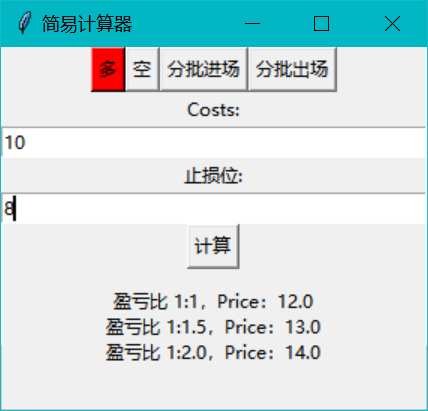 简易计算器
多 空 分批进场 分批出场
Costs:
10
止损位:
8
计算
盈亏比 1:1，Price：12.0
盈亏比 1:1.5，Price：13.0
盈亏比 1:2.0，Price：14.0